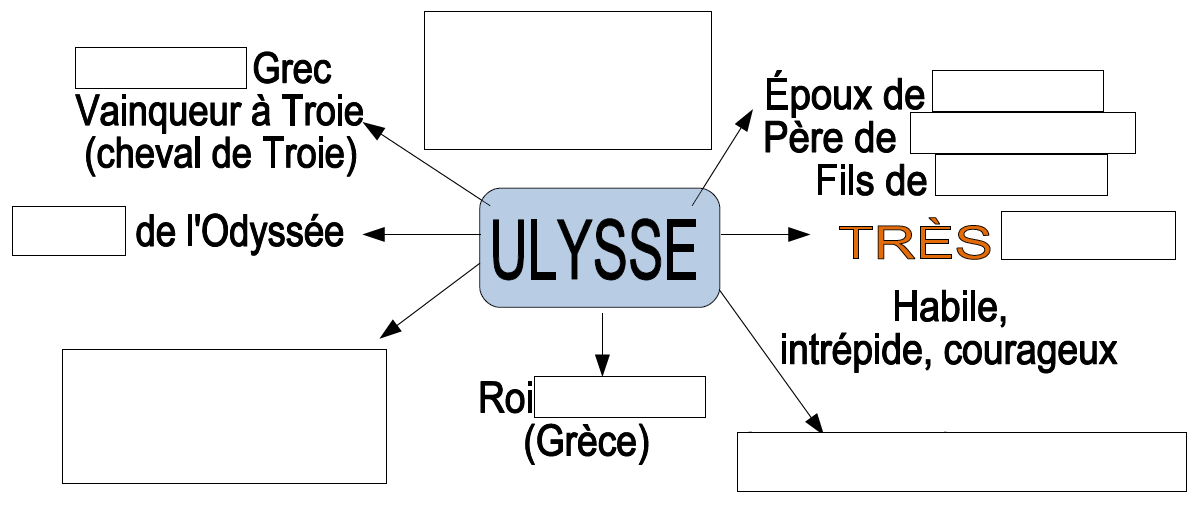 Grec
Vainqueur à Troie
(cheval de Troie)
de l'Odyssée
ULYSSE
Époux de
Père de
Fils de
TRÈS
Habile,
intrépide, courageux
Roi
(Grèce)